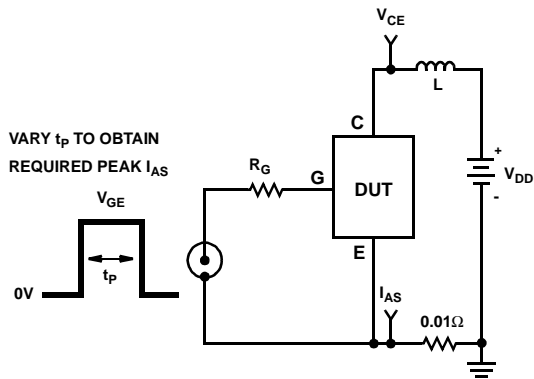 V_CE
L
C
VARY t_P TO OBTAIN
REQUIRED PEAK I_AS
R_G
G
DUT
+
V_DD
-
V_GE
E
t_P
0V
I_AS
0.01Ω